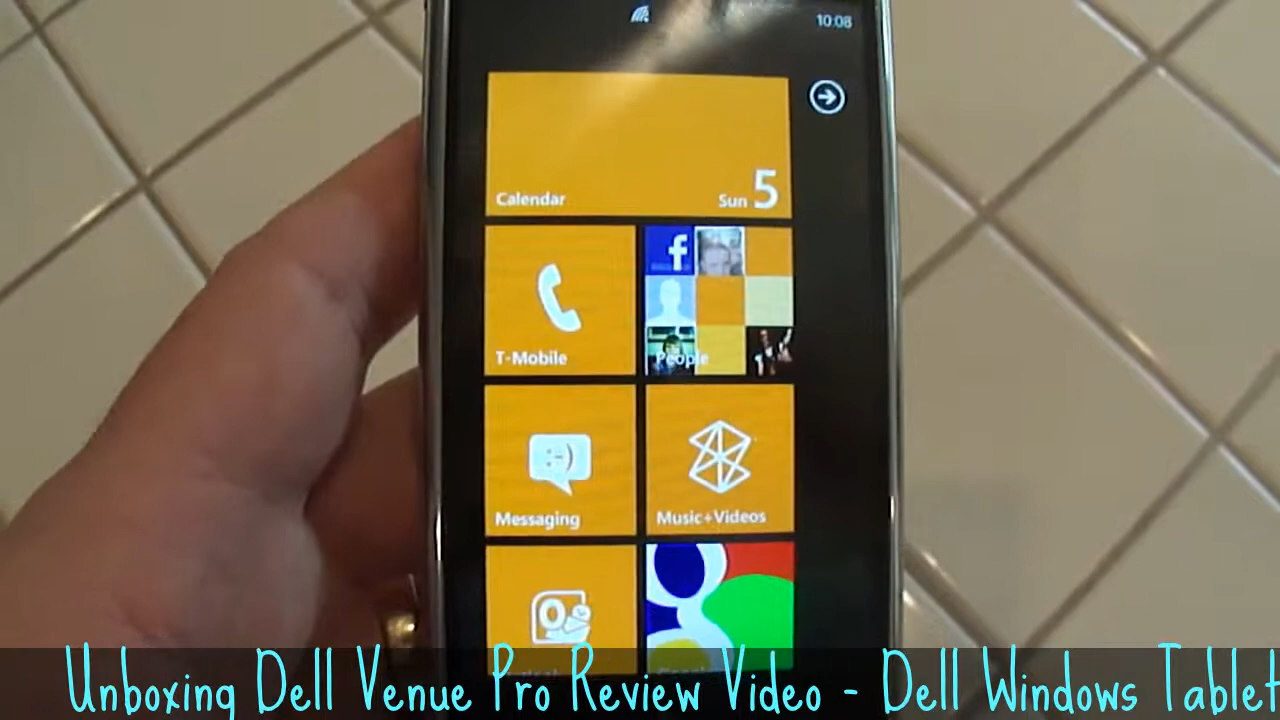 10:08
Calendar
Sun 5
T-Mobile
People
Messaging
Music+Videos
Unboxing Dell Venue Pro Review Video - Dell Windows Tablet